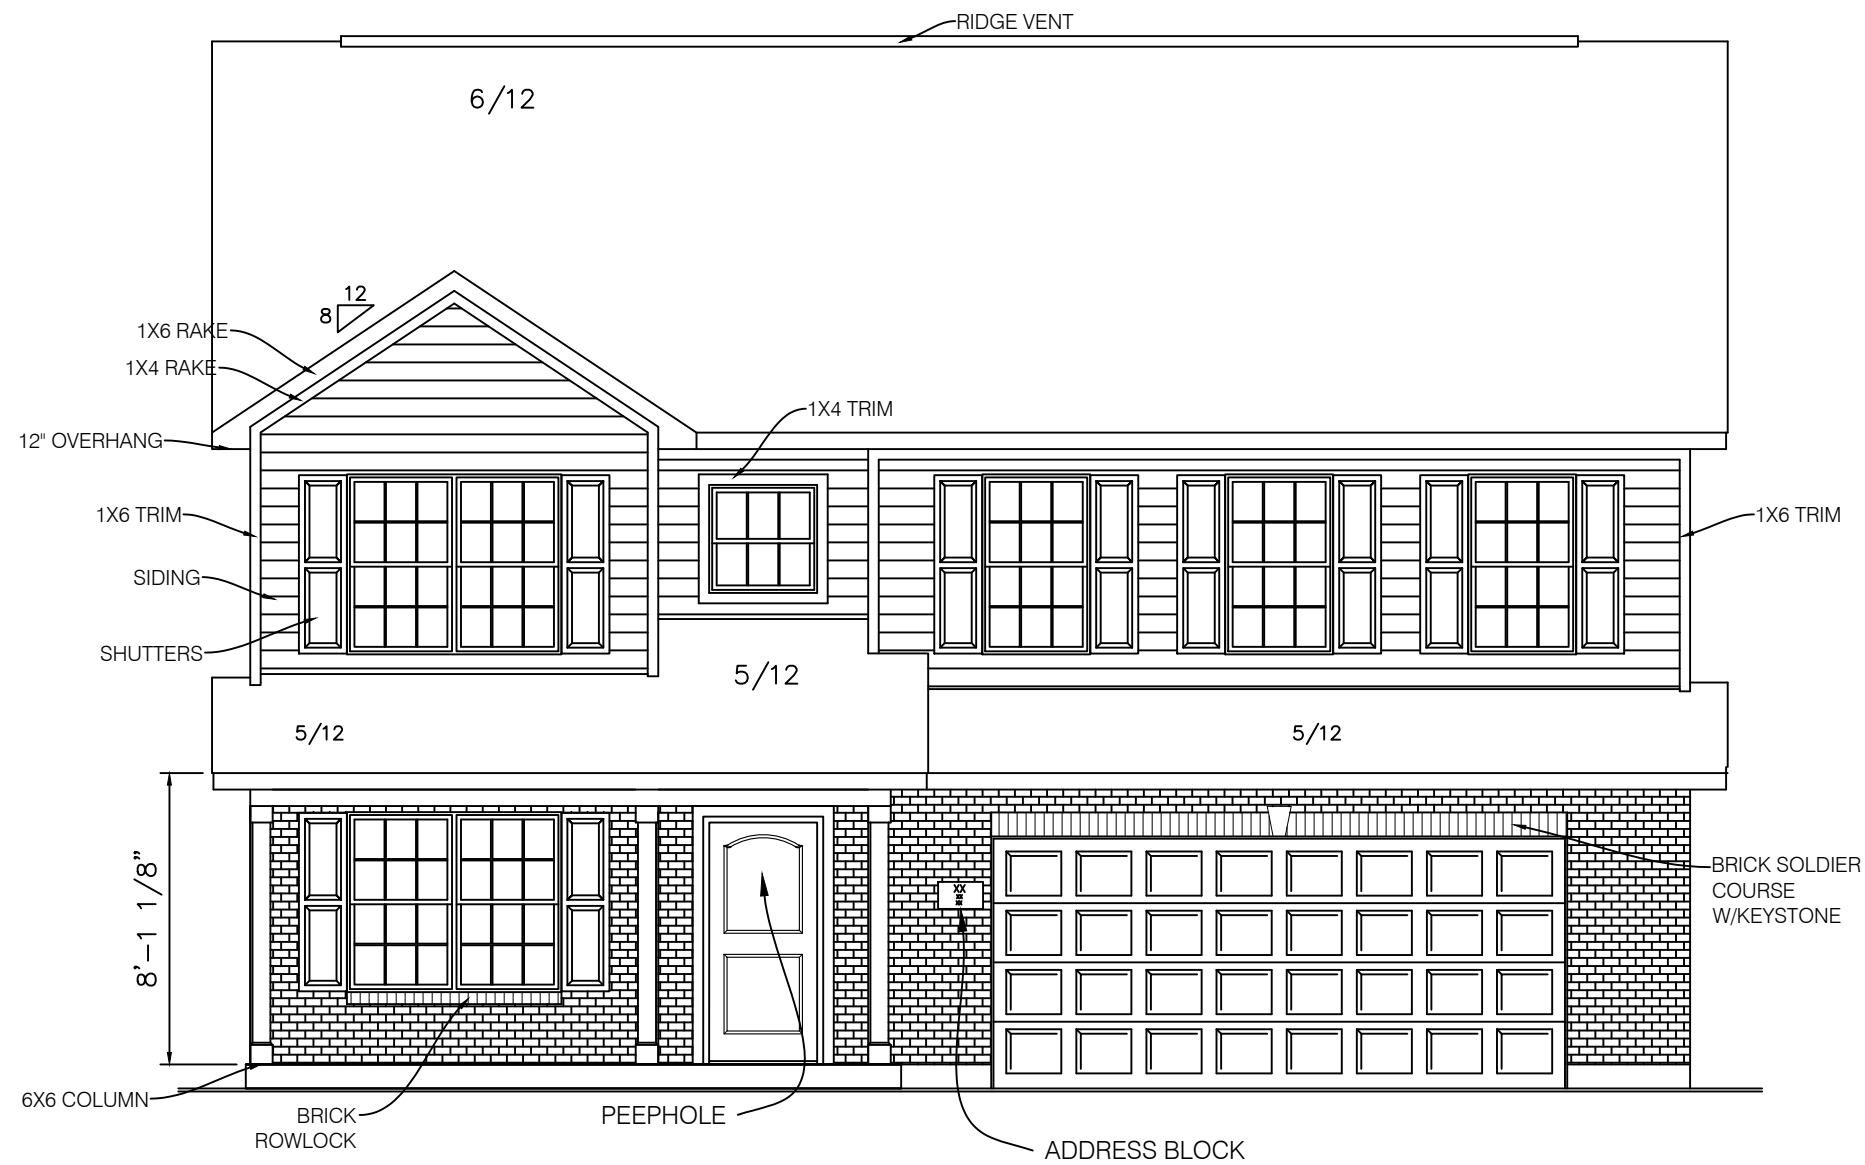 RIDGE VENT
6/12
12
8
1X6 RAKE
1X4 RAKE
1X4 TRIM
12" OVERHANG
1X6 TRIM
1X6 TRIM
SIDING
SHUTTERS
5/12
5/12
5/12
8'-1 1/8"
BRICK SOLDIER
COURSE
W/KEYSTONE
XX
XX
XX
6X6 COLUMN
BRICK
ROWLOCK
PEEPHOLE
ADDRESS BLOCK